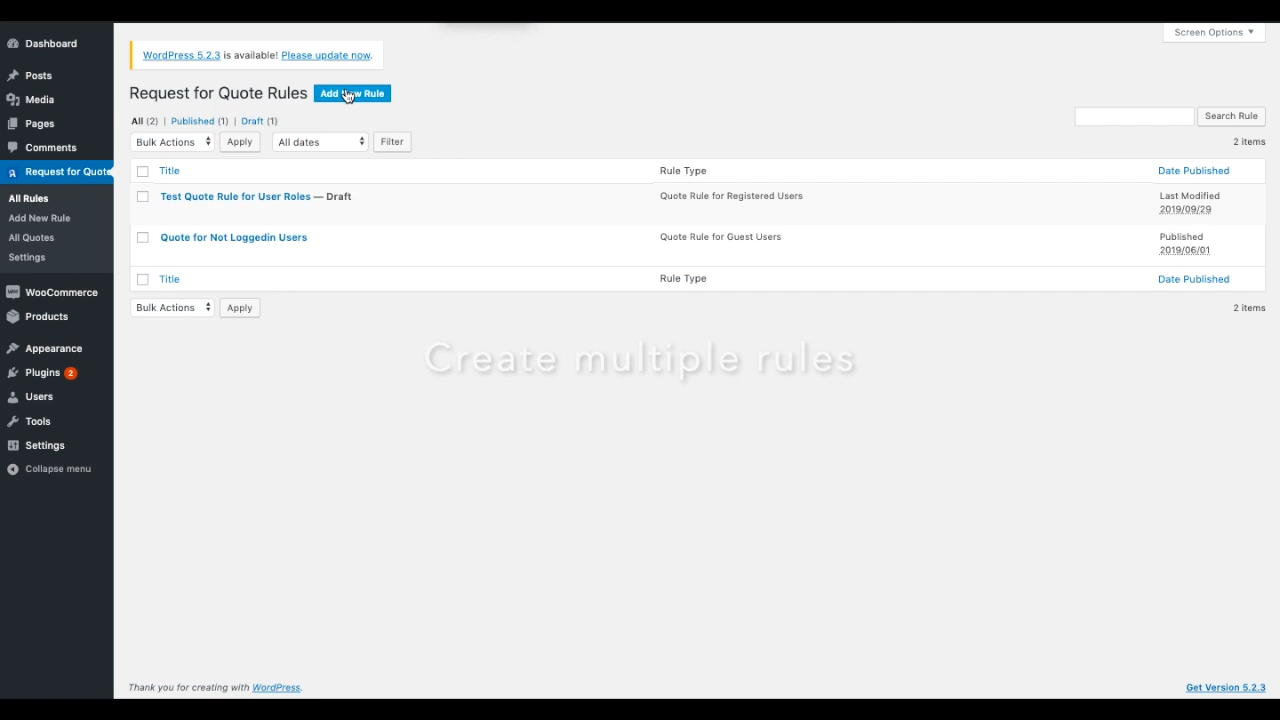 Screen Options
Dashboard
Posts
Media
Pages
Comments
Request for Quote
All Rules
Add New Rule
All Quotes
Settings
WooCommerce
Products
Appearance
Plugins 2
Users
Tools
Settings
Collapse menu
WordPress 5.2.3 is available! Please update now.
Request for Quote Rules Add New Rule
All (2) | Published (1) | Draft (1)
Search Rule
Bulk Actions Apply All dates Filter 2 items
Title Rule Type Date Published
Test Quote Rule for User Roles — Draft Quote Rule for Registered Users Last Modified
2019/09/29
Quote for Not Loggedin Users Quote Rule for Guest Users Published
2019/06/01
Title Rule Type Date Published
Bulk Actions Apply 2 items
Create multiple rules
Thank you for creating with WordPress. Get Version 5.2.3